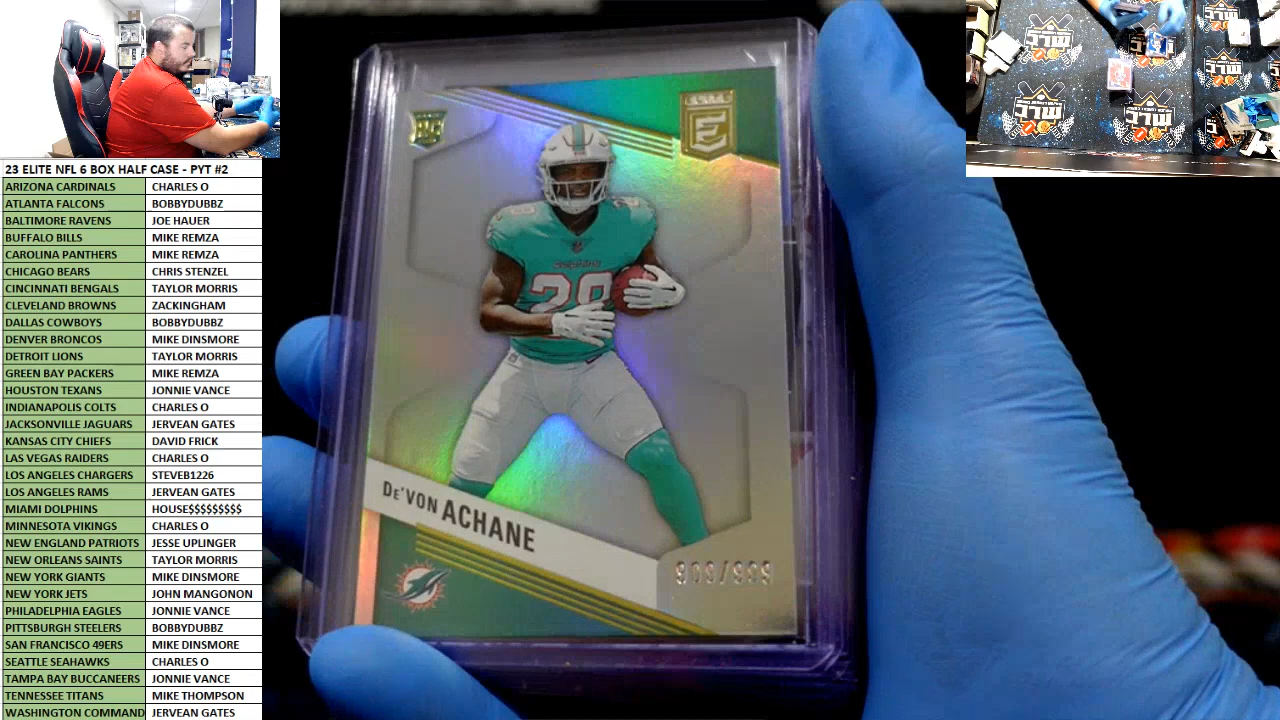 23 ELITE NFL 6 BOX HALF CASE - PYT #2
ARIZONA CARDINALS CHARLES O
ATLANTA FALCONS BOBBYDUBBZ
BALTIMORE RAVENS JOE HAUER
BUFFALO BILLS MIKE REMZA
CAROLINA PANTHERS MIKE REMZA
CHICAGO BEARS CHRIS STENZEL
CINCINNATI BENGALS TAYLOR MORRIS
CLEVELAND BROWNS ZACKINGHAM
DALLAS COWBOYS BOBBYDUBBZ
DENVER BRONCOS MIKE DINSMORE
DETROIT LIONS TAYLOR MORRIS
GREEN BAY PACKERS MIKE REMZA
HOUSTON TEXANS JONNIE VANCE
INDIANAPOLIS COLTS CHARLES O
JACKSONVILLE JAGUARS JERVEAN GATES
KANSAS CITY CHIEFS DAVID FRICK
LAS VEGAS RAIDERS CHARLES O
LOS ANGELES CHARGERS STEVEB1226
LOS ANGELES RAMS JERVEAN GATES
MIAMI DOLPHINS HOUSE$$$$$$$$$
MINNESOTA VIKINGS CHARLES O
NEW ENGLAND PATRIOTS JESSE UPLINGER
NEW ORLEANS SAINTS TAYLOR MORRIS
NEW YORK GIANTS MIKE DINSMORE
NEW YORK JETS JOHN MANGONON
PHILADELPHIA EAGLES JONNIE VANCE
PITTSBURGH STEELERS BOBBYDUBBZ
SAN FRANCISCO 49ERS MIKE DINSMORE
SEATTLE SEAHAWKS CHARLES O
TAMPA BAY BUCCANEERS JONNIE VANCE
TENNESSEE TITANS MIKE THOMPSON
WASHINGTON COMMAND JERVEAN GATES
ELITE
E
28
DE'VON ACHANE